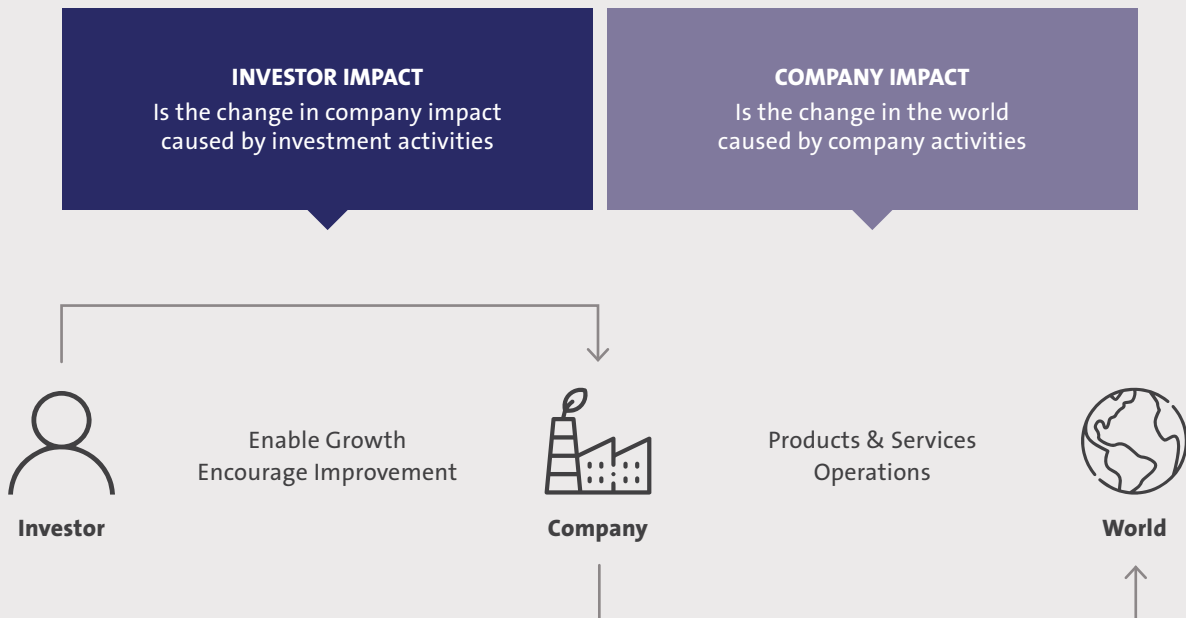 INVESTOR IMPACT
Is the change in company impact
caused by investment activities
COMPANY IMPACT
Is the change in the world
caused by company activities
Enable Growth
Encourage Improvement
Products & Services
Operations
Investor
Company
World